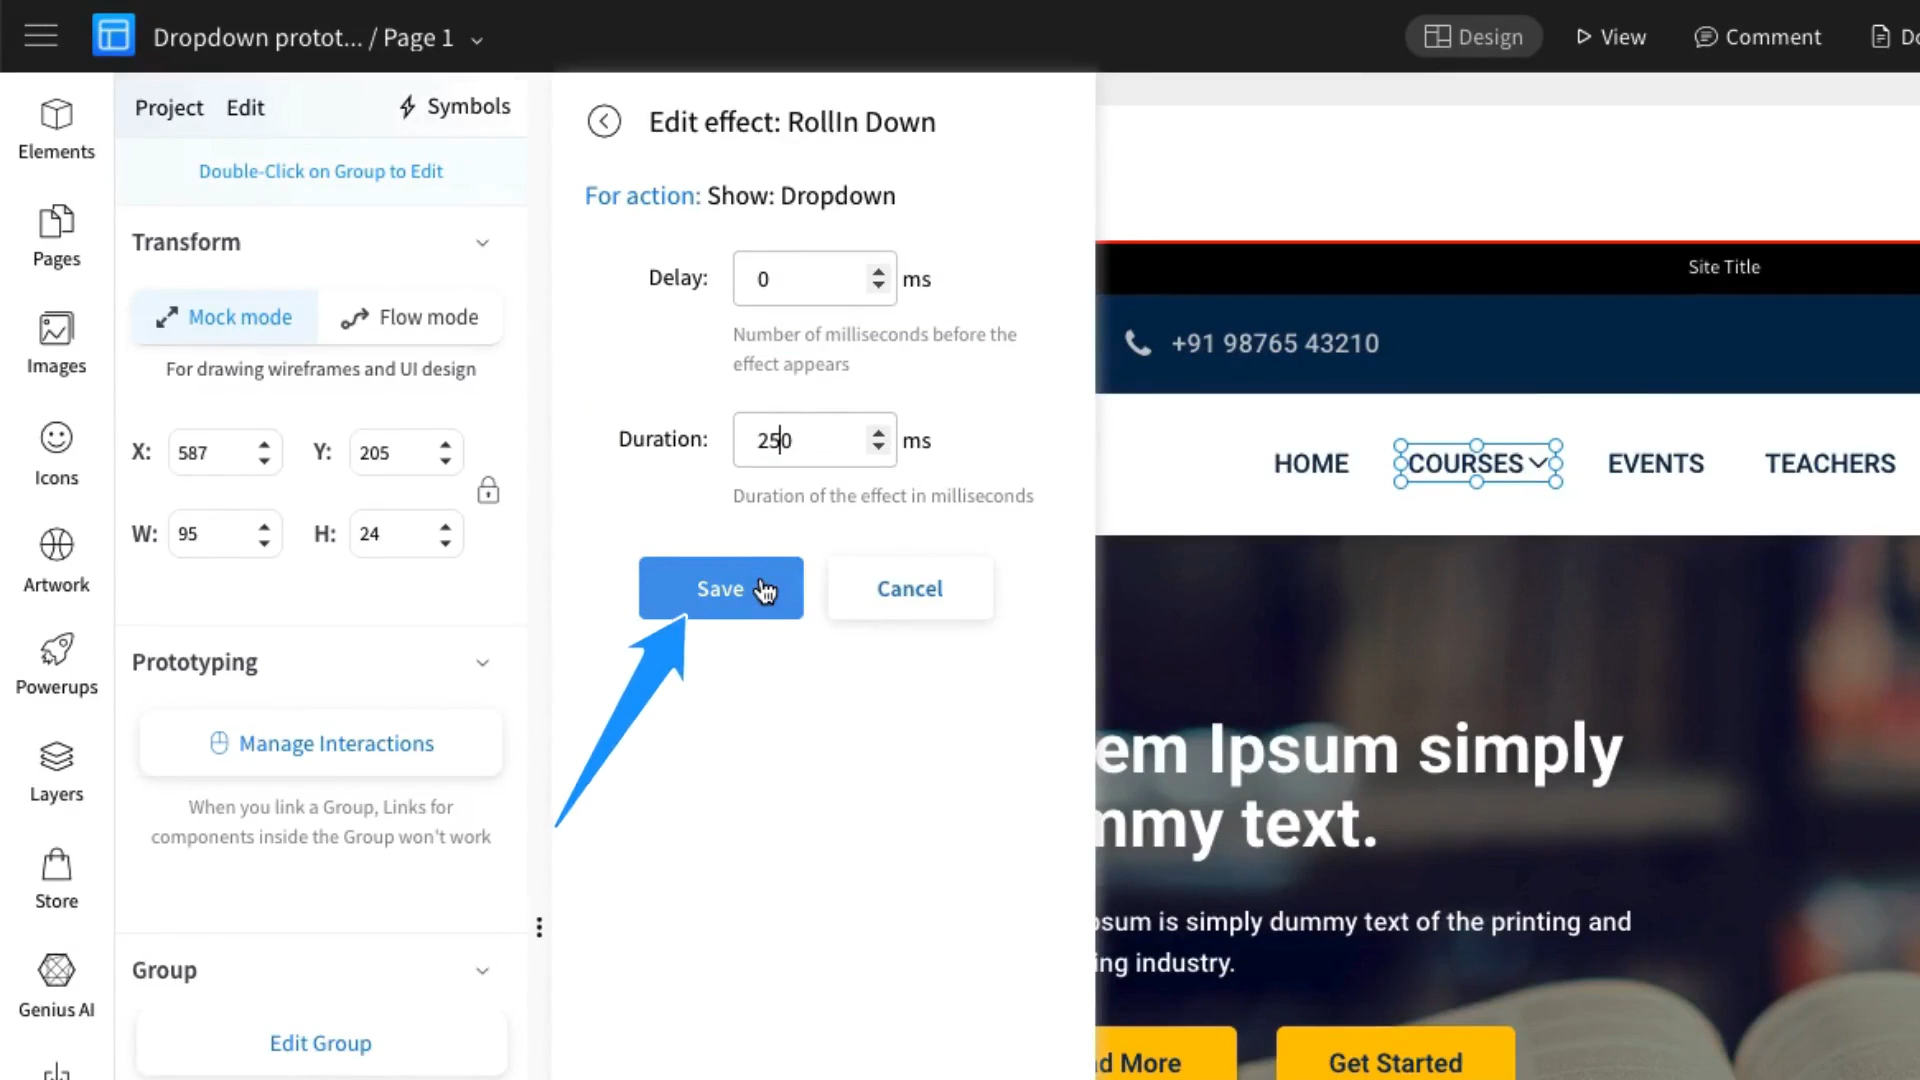 Dropdown protot... / Page 1
Design
View
Comment
Elements
Pages
Images
Icons
Artwork
Powerups
Layers
Store
Genius AI
Project Edit Symbols
Double-Click on Group to Edit
Transform
Mock mode Flow mode
For drawing wireframes and UI design
X: 587 Y: 205
W: 95 H: 24
Prototyping
Manage Interactions
When you link a Group, Links for
components inside the Group won't work
Group
Edit Group
Edit effect: RollIn Down
For action: Show: Dropdown
Delay: 0 ms
Number of milliseconds before the
effect appears
Duration: 250 ms
Duration of the effect in milliseconds
Save Cancel
Site Title
+91 98765 43210
HOME COURSES EVENTS TEACHERS
em Ipsum simply
mmy text.
sum is simply dummy text of the printing and
ing industry.
d More Get Started